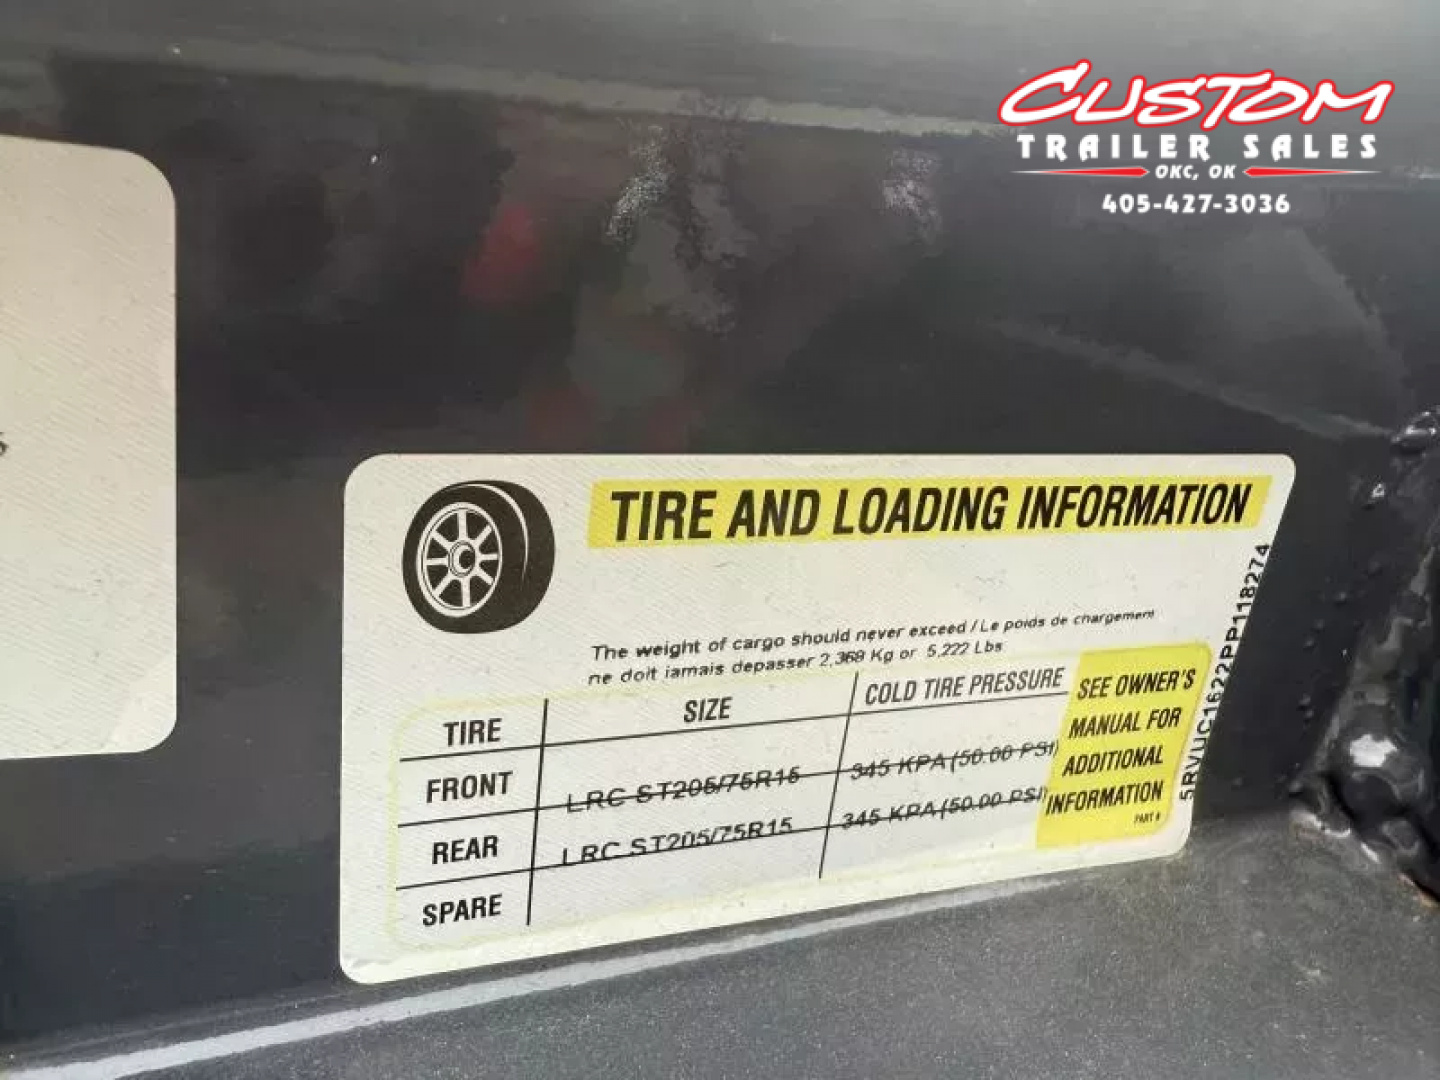 CUSTOM
TRAILER SALES
OKC, OK
405-427-3036
TIRE AND LOADING INFORMATION
The weight of cargo should never exceed / Le poids de chargement
ne doit iamais depasser 2,368 Kg or 5,222 Lbs
TIRE SIZE COLD TIRE PRESSURE
FRONT LRC ST205/75R15 345 KPA (50.00 PSI)
REAR LRC ST205/75R15 345 KPA (50.00 PSI)
SPARE
SEE OWNER'S
MANUAL FOR
ADDITIONAL
INFORMATION
PART #
5RVUC1622PP118274